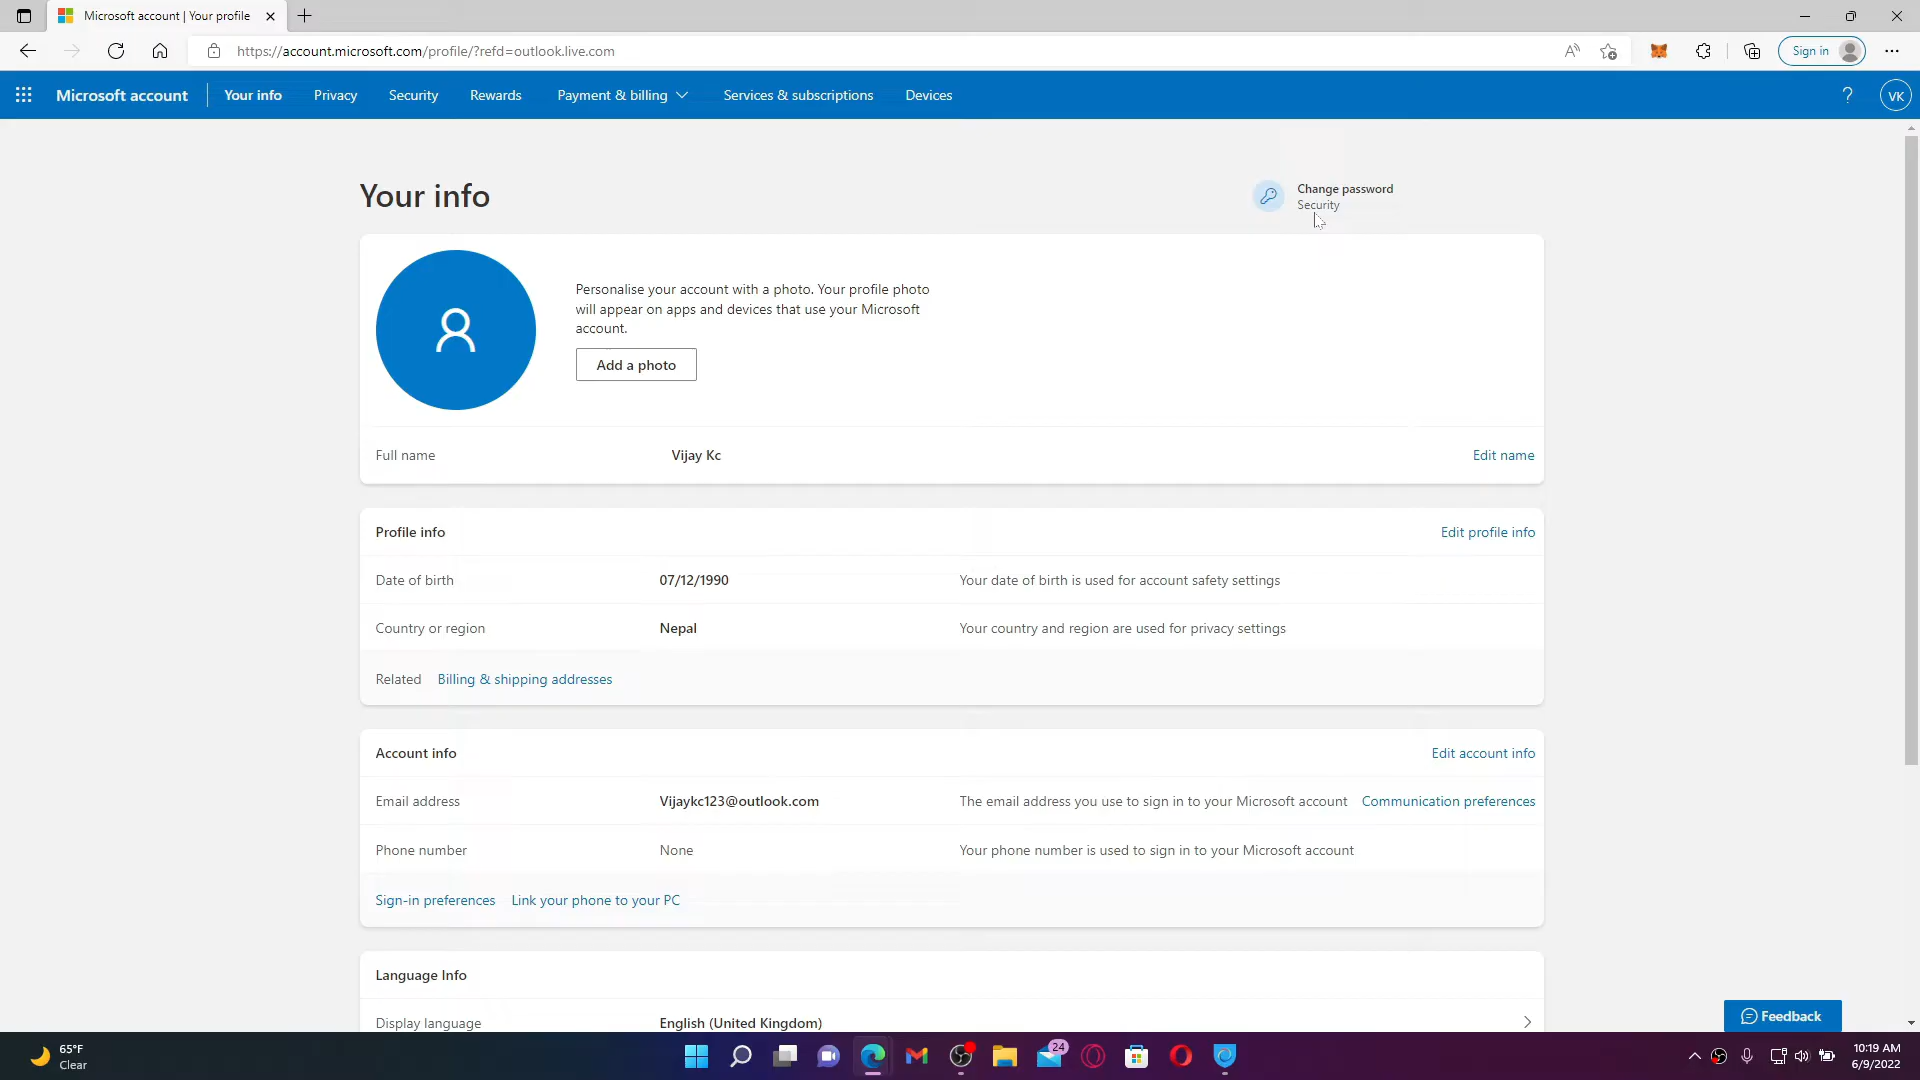 Microsoft account | Your profile
https://account.microsoft.com/profile/?refd=outlook.live.com
Sign in
Microsoft account
Your info
Privacy
Security
Rewards
Payment & billing
Services & subscriptions
Devices
?
VK
Your info
Change password
Security
Personalise your account with a photo. Your profile photo
will appear on apps and devices that use your Microsoft
account.
Add a photo
Full name
Vijay Kc
Edit name
Profile info
Edit profile info
Date of birth
07/12/1990
Your date of birth is used for account safety settings
Country or region
Nepal
Your country and region are used for privacy settings
Related
Billing & shipping addresses
Account info
Edit account info
Email address
Vijaykc123@outlook.com
The email address you use to sign in to your Microsoft account
Communication preferences
Phone number
None
Your phone number is used to sign in to your Microsoft account
Sign-in preferences
Link your phone to your PC
Language Info
Display language
English (United Kingdom)
Feedback
65°F
Clear
24
10:19 AM
6/9/2022